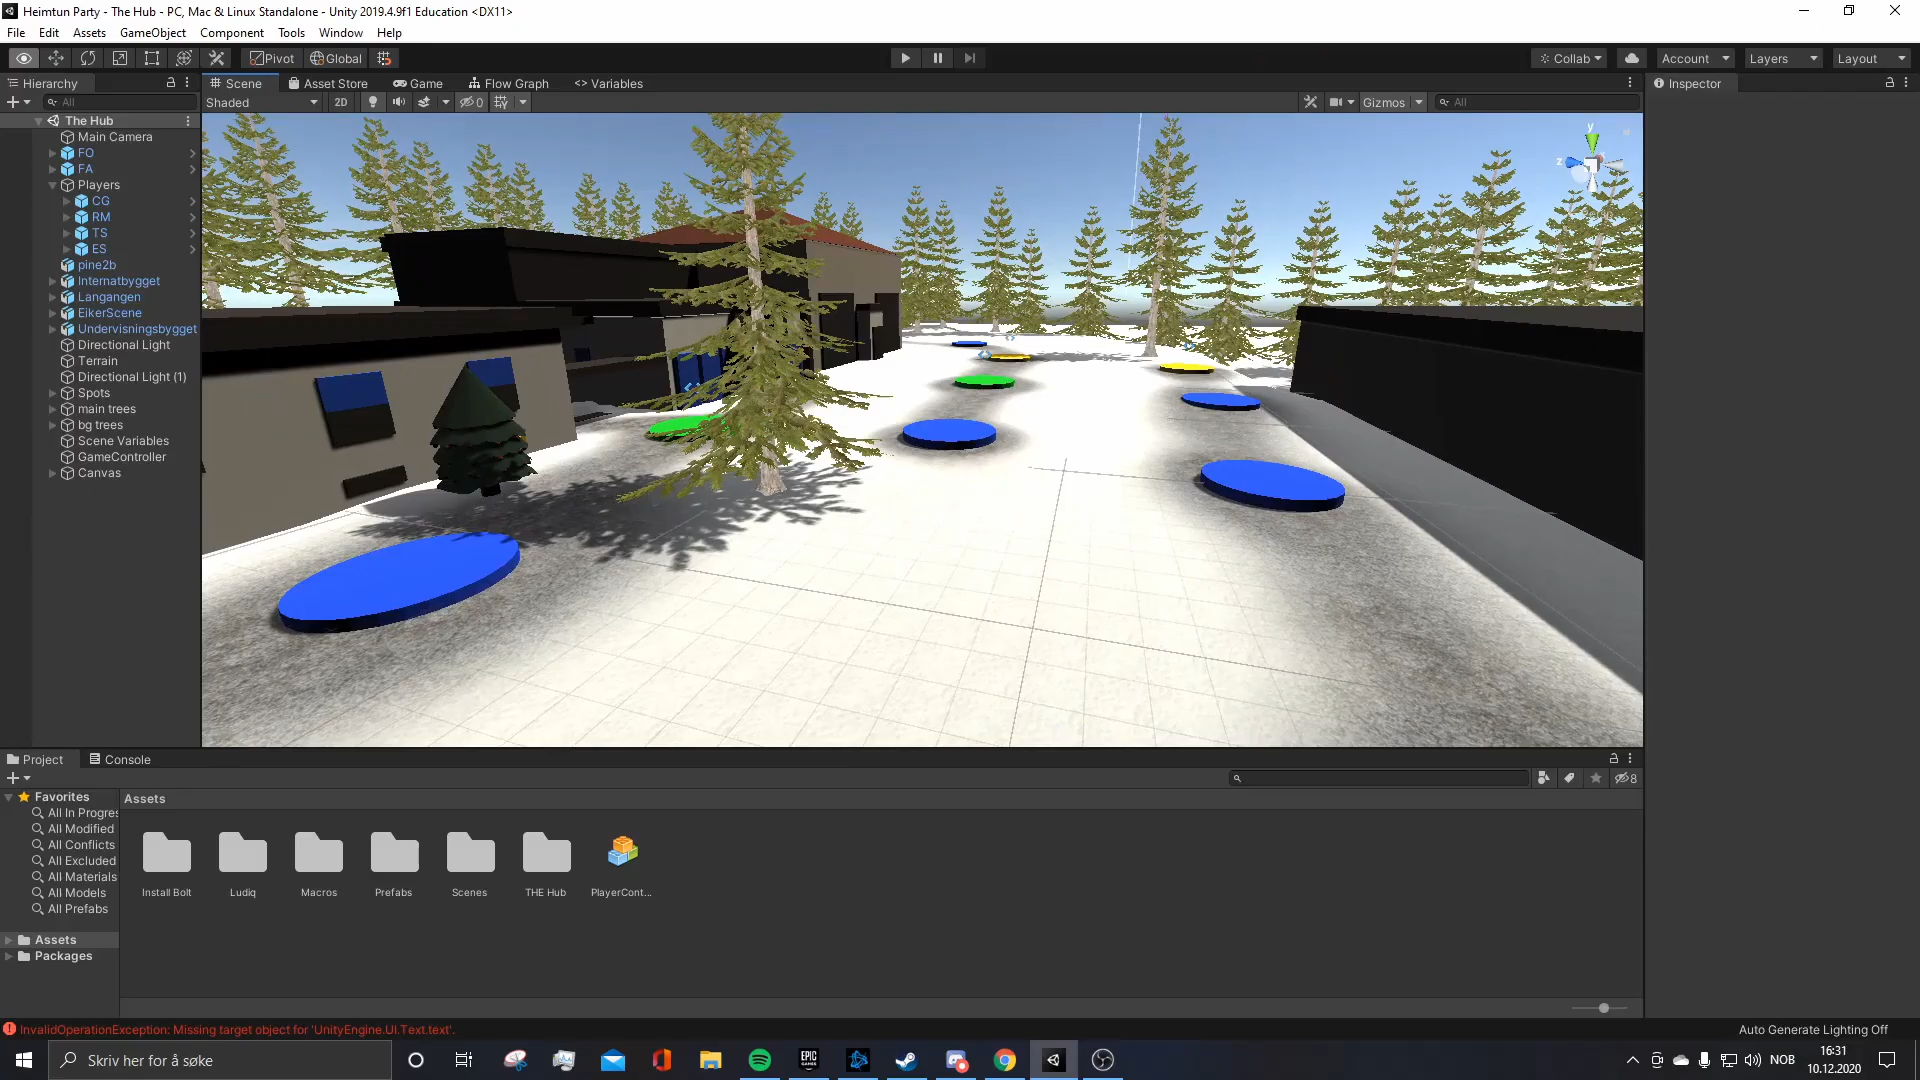 Heimtun Party - The Hub - PC, Mac & Linux Standalone - Unity 2019.4.9f1 Education <DX11>
File Edit Assets GameObject Component Tools Window Help
Pivot Global Collab Account Layers Layout
Hierarchy
All
The Hub
Main Camera
FO
FA
Players
CG
RM
TS
ES
pine2b
Internatbygget
Langangen
EikerScene
Undervisningsbygget
Directional Light
Terrain
Directional Light (1)
Spots
main trees
bg trees
Scene Variables
GameController
Canvas
Scene Asset Store Game Flow Graph <> Variables
Shaded 2D 0 Gizmos All
y
z
Inspector
Project Console
8
Favorites
All In Progres
All Modified
All Conflicts
All Excluded
All Materials
All Models
All Prefabs
Assets
Packages
Assets
Install Bolt Ludiq Macros Prefabs Scenes THE Hub PlayerCont...
InvalidOperationException: Missing target object for 'UnityEngine.UI.Text.text'.
Auto Generate Lighting Off
Skriv her for å søke
EPIC GAMES
NOB
16:31
10.12.2020